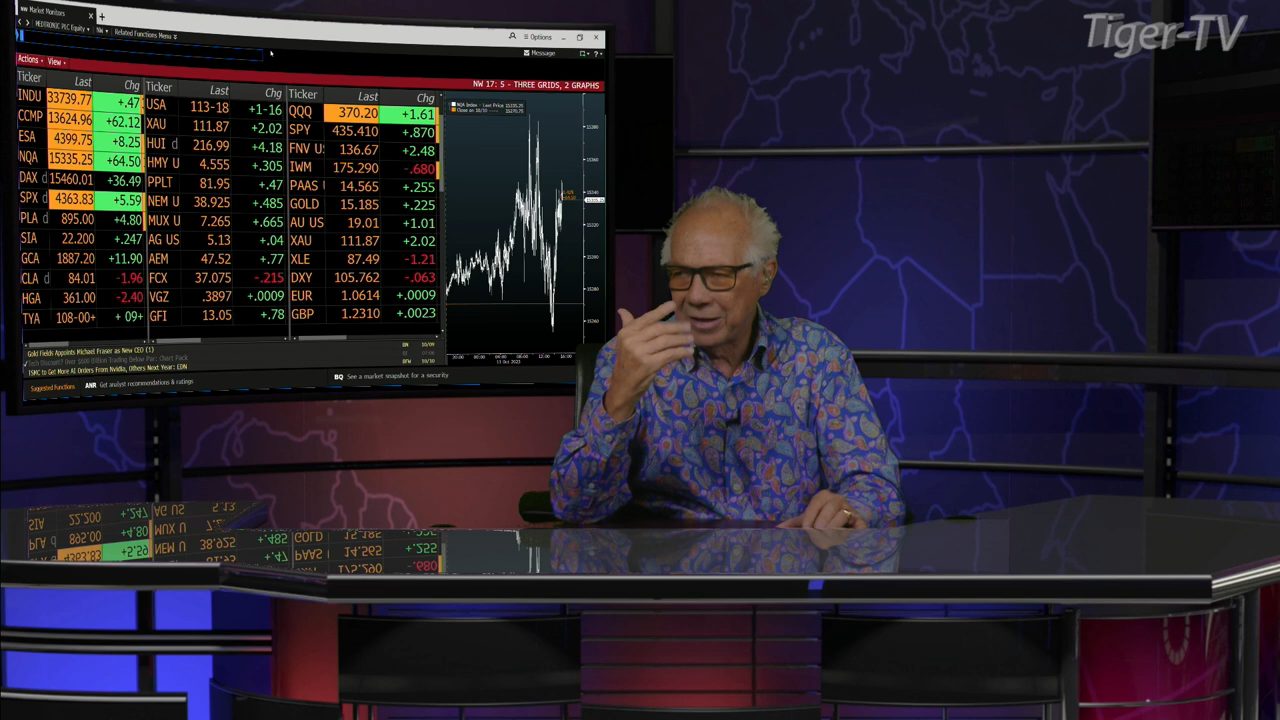 Market Monitors
Tiger-TV
MEDTRONIC PLC Equity
Related Functions Menu
Options
Message
Actions
View
NW 17: 5 - THREE GRIDS, 2 GRAPHS
Ticker Last Chg Ticker Last Chg Ticker Last Chg
INDU 33739.77 +.47 USA 113-18 +1-16 QQQ 370.20 +1.61
CCMP 13624.96 +62.12 XAU 111.87 +2.02 SPY 435.410 +.870
ESA 4399.75 +8.25 HUI d 216.99 +4.18 FNV U 136.67 +2.48
NQA 15335.25 +64.50 HMY U 4.555 +.305 IWM 175.290 -.680
DAX d 15460.01 +36.49 PPLT 81.95 +.47 PAAS 14.565 +.255
SPX d 4363.83 +5.59 NEM U 38.925 +.485 GOLD 15.185 +.225
PLA d 895.00 +4.80 MUX U 7.265 +.665 AU US 19.01 +1.01
SIA 22.200 +.247 AG US 5.13 +.04 XAU 111.87 +2.02
GCA 1887.20 +11.90 AEM 47.52 +.77 XLE 87.49 -1.21
CLA d 84.01 -1.96 FCX 37.075 -.215 DXY 105.762 -.063
HGA 361.00 -2.40 VGZ .3897 +.0009 EUR 1.0614 +.0009
TYA 108-00+ + 09+ GFI 13.05 +.78 GBP 1.2310 +.0023
Gold Fields Appoints Michael Fraser as New CEO (1)
TSMC to Get More AI Orders From Nvidia, Others Next Year: EDN
Suggested Functions ANR Get analyst recommendations & ratings BQ See a market snapshot for a security